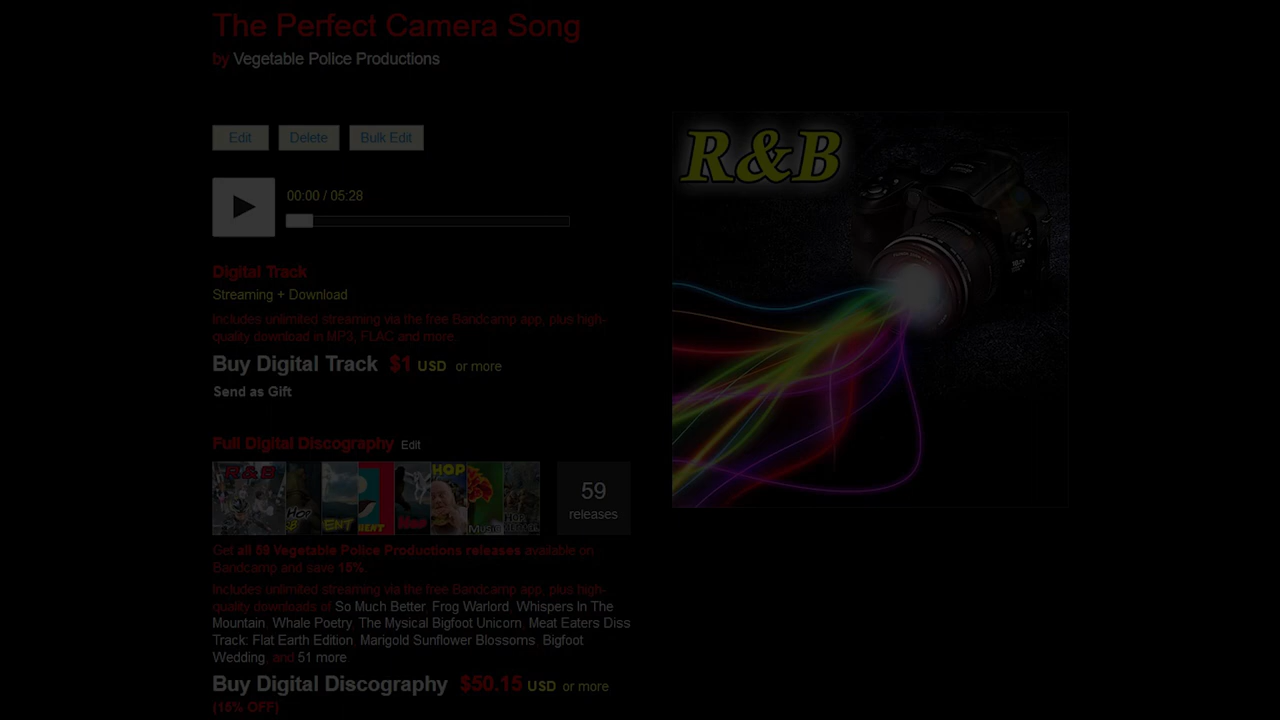 The Perfect Camera Song
by Vegetable Police Productions
Edit Delete Bulk Edit
00:00 / 05:28
Digital Track
Streaming + Download
Includes unlimited streaming via the free Bandcamp app, plus high-
quality download in MP3, FLAC and more.
Buy Digital Track $1 USD or more
Send as Gift
Full Digital Discography Edit
R & B
HOP
Hop
ENT
Music
59
releases
Get all 59 Vegetable Police Productions releases available on
Bandcamp and save 15%.
Includes unlimited streaming via the free Bandcamp app, plus high-
quality downloads of So Much Better, Frog Warlord, Whispers In The
Mountain, Whale Poetry, The Mysical Bigfoot Unicorn, Meat Eaters Diss
Track: Flat Earth Edition, Marigold Sunflower Blossoms, Bigfoot
Wedding, and 51 more
Buy Digital Discography $50.15 USD or more
(15% OFF)
R&B